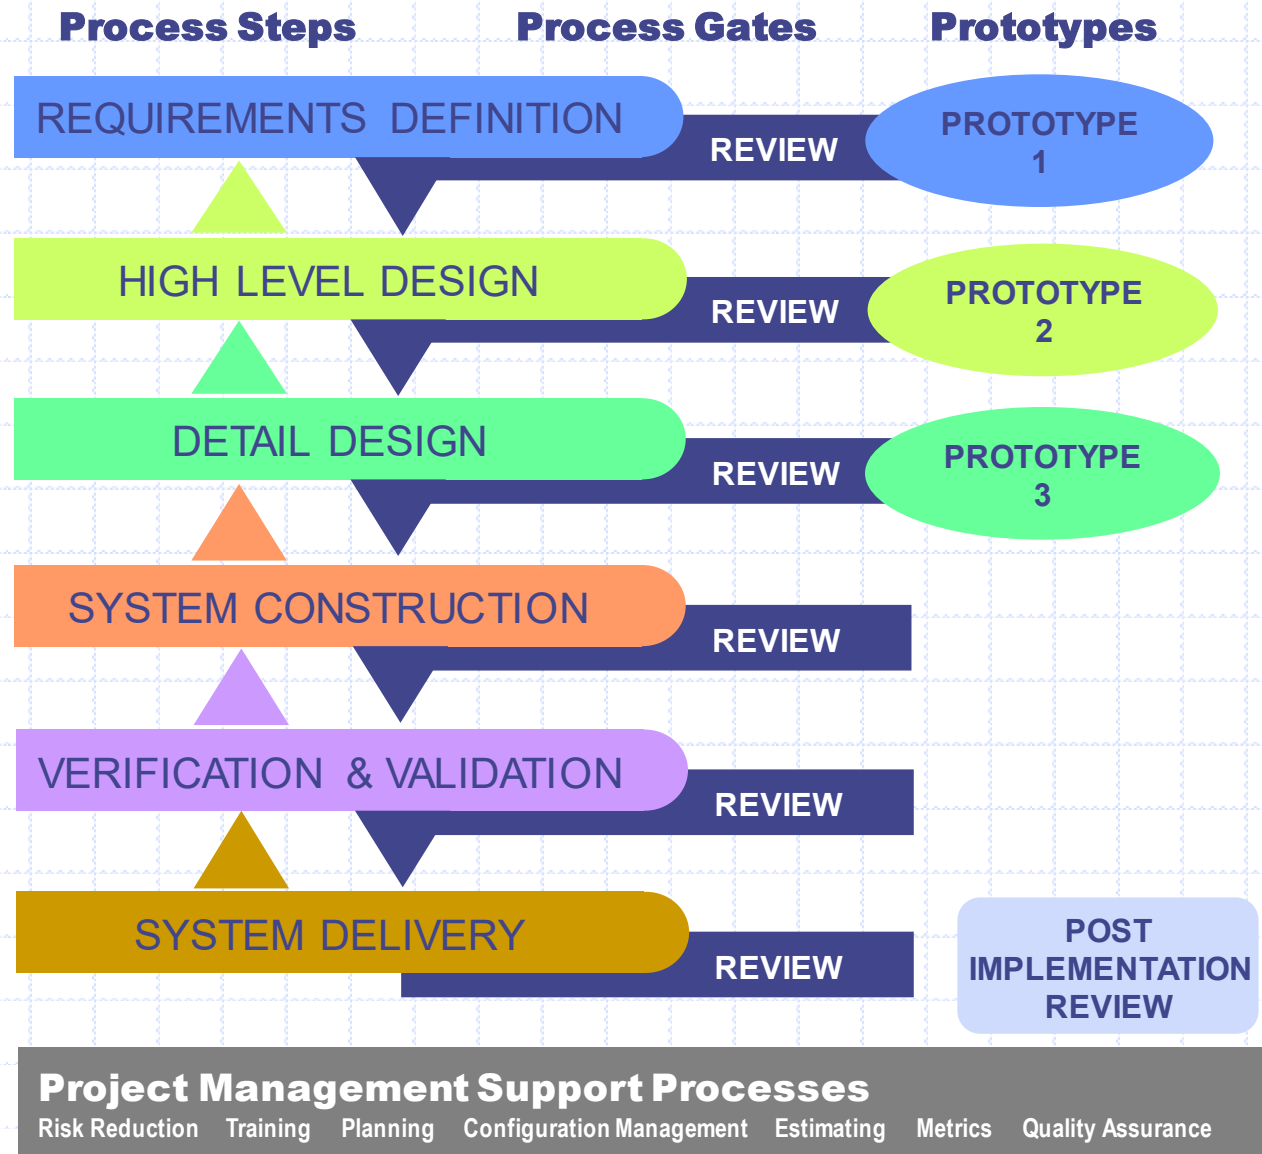 Process Steps Process Gates Prototypes
REQUIREMENTS DEFINITION
REVIEW
PROTOTYPE
1
HIGH LEVEL DESIGN
REVIEW
PROTOTYPE
2
DETAIL DESIGN
REVIEW
PROTOTYPE
3
SYSTEM CONSTRUCTION
REVIEW
VERIFICATION & VALIDATION
REVIEW
SYSTEM DELIVERY
REVIEW
POST
IMPLEMENTATION
REVIEW
Project Management Support Processes
Risk Reduction Training Planning Configuration Management Estimating Metrics Quality Assurance